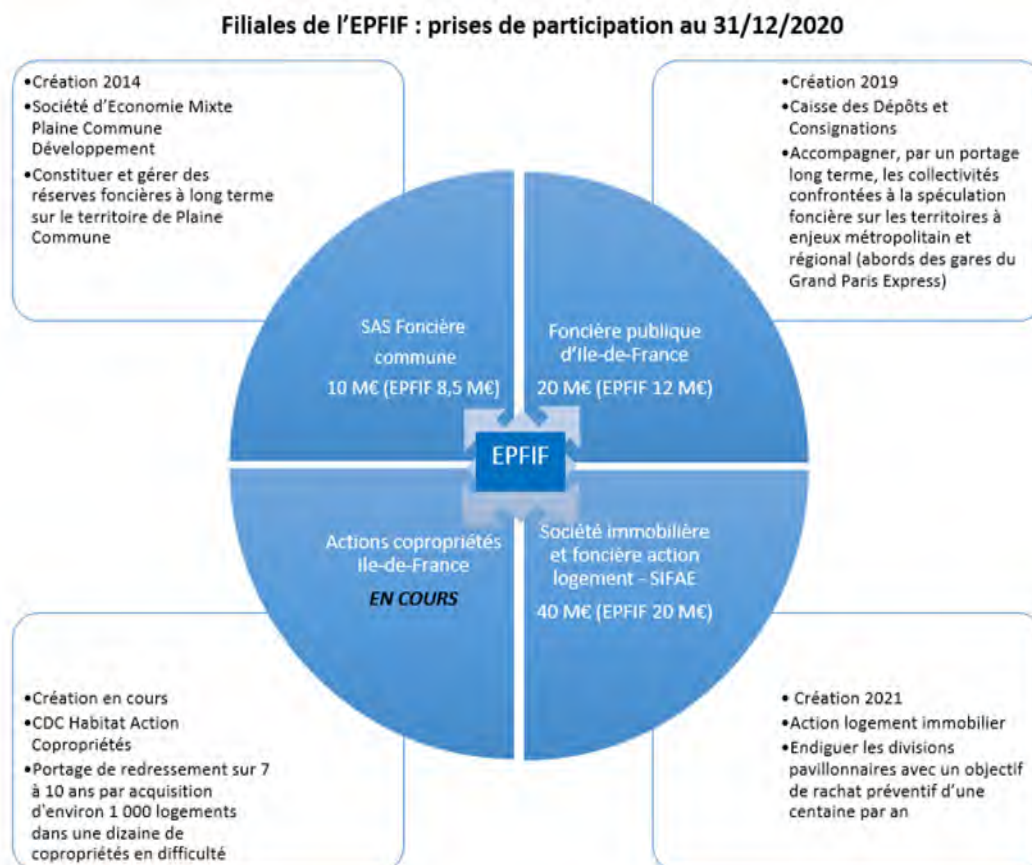 Filiales de l'EPFIF : prises de participation au 31/12/2020
•Création 2014
•Société d'Economie Mixte
Plaine Commune
Développement
•Constituer et gérer des
réserves foncières à long terme
sur le territoire de Plaine
Commune
•Création 2019
•Caisse des Dépôts et
Consignations
•Accompagner, par un portage
long terme, les collectivités
confrontées à la spéculation
foncière sur les territoires à
enjeux métropolitain et
régional (abords des gares du
Grand Paris Express)
SAS Foncière
commune
10 M€ (EPFIF 8,5 M€)
Foncière publique
d'Ile-de-France
20 M€ (EPFIF 12 M€)
EPFIF
Actions copropriétés
ile-de-France
EN COURS
Société immobilière
et foncière action
logement - SIFAE
40 M€ (EPFIF 20 M€)
•Création en cours
•CDC Habitat Action
Copropriétés
•Portage de redressement sur 7
à 10 ans par acquisition
d'environ 1 000 logements
dans une dizaine de
copropriétés en difficulté
• Création 2021
•Action logement immobilier
•Endiguer les divisions
pavillonnaires avec un objectif
de rachat préventif d'une
centaine par an